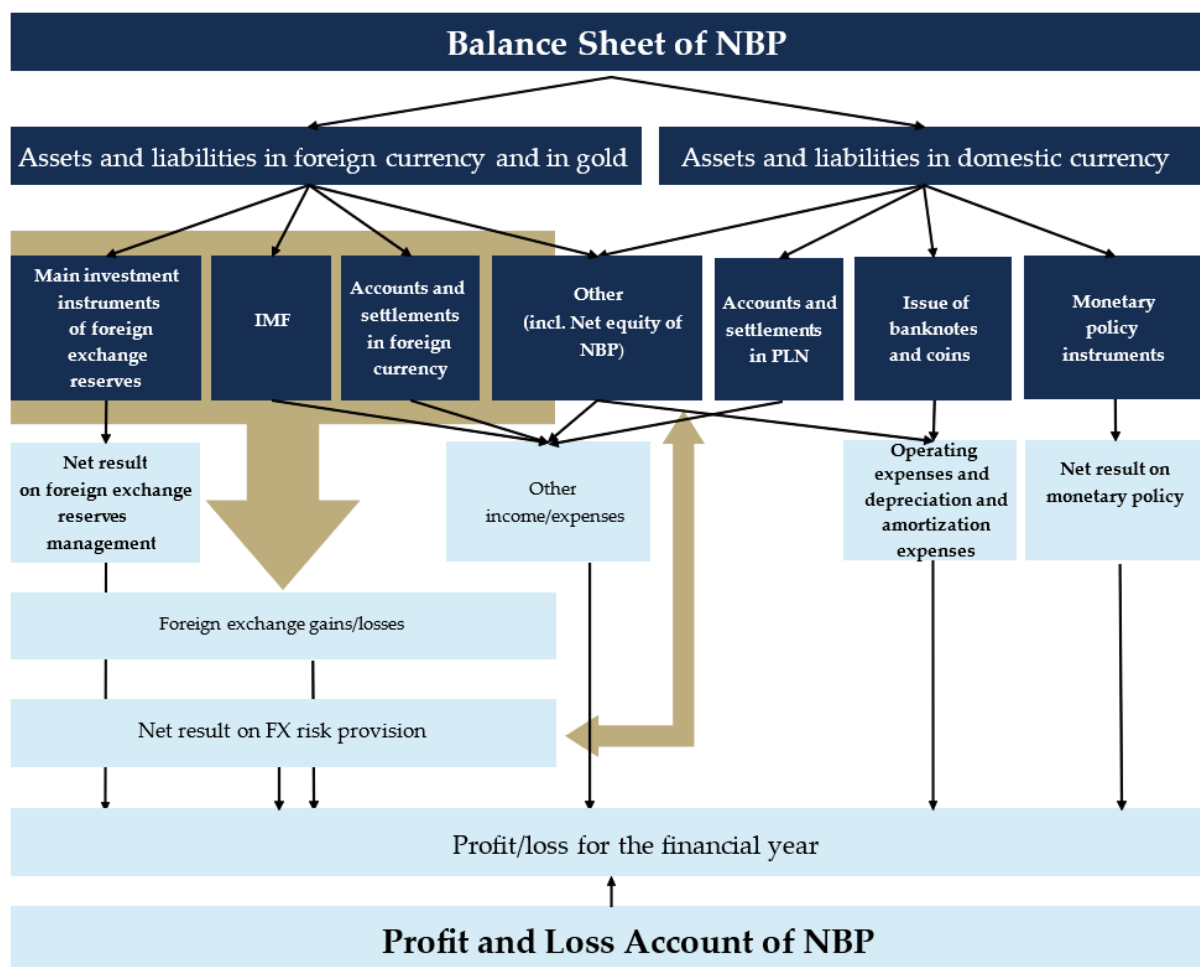 Balance Sheet of NBP
Assets and liabilities in foreign currency and in gold
Assets and liabilities in domestic currency
Main investment
instruments
of foreign
exchange
reserves
IMF
Accounts and
settlements
in foreign
currency
Other
(incl. Net equity of
NBP)
Accounts and
settlements
in PLN
Issue of
banknotes
and coins
Monetary
policy
instruments
Net result
on foreign exchange
reserves
management
Other
income/expenses
Operating
expenses and
depreciation and
amortization
expenses
Net result on
monetary policy
Foreign exchange gains/losses
Net result on FX risk provision
Profit/loss for the financial year
Profit and Loss Account of NBP